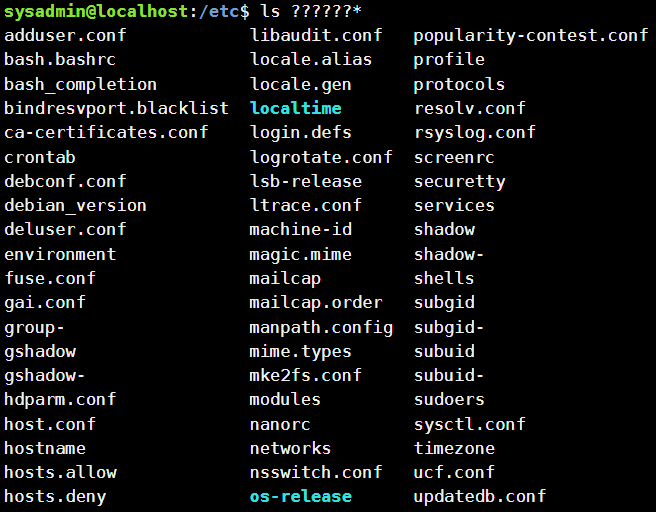 sysadmin@localhost:/etc$ ls ??????*
adduser.conf libaudit.conf popularity-contest.conf
bash.bashrc locale.alias profile
bash_completion locale.gen protocols
bindresvport.blacklist localtime resolv.conf
ca-certificates.conf login.defs rsyslog.conf
crontab logrotate.conf screenrc
debconf.conf lsb-release securetty
debian_version ltrace.conf services
deluser.conf machine-id shadow
environment magic.mime shadow-
fuse.conf mailcap shells
gai.conf mailcap.order subgid
group- manpath.config subgid-
gshadow mime.types subuid
gshadow- mke2fs.conf subuid-
hdparm.conf modules sudoers
host.conf nanorc sysctl.conf
hostname networks timezone
hosts.allow nsswitch.conf ucf.conf
hosts.deny os-release updatedb.conf